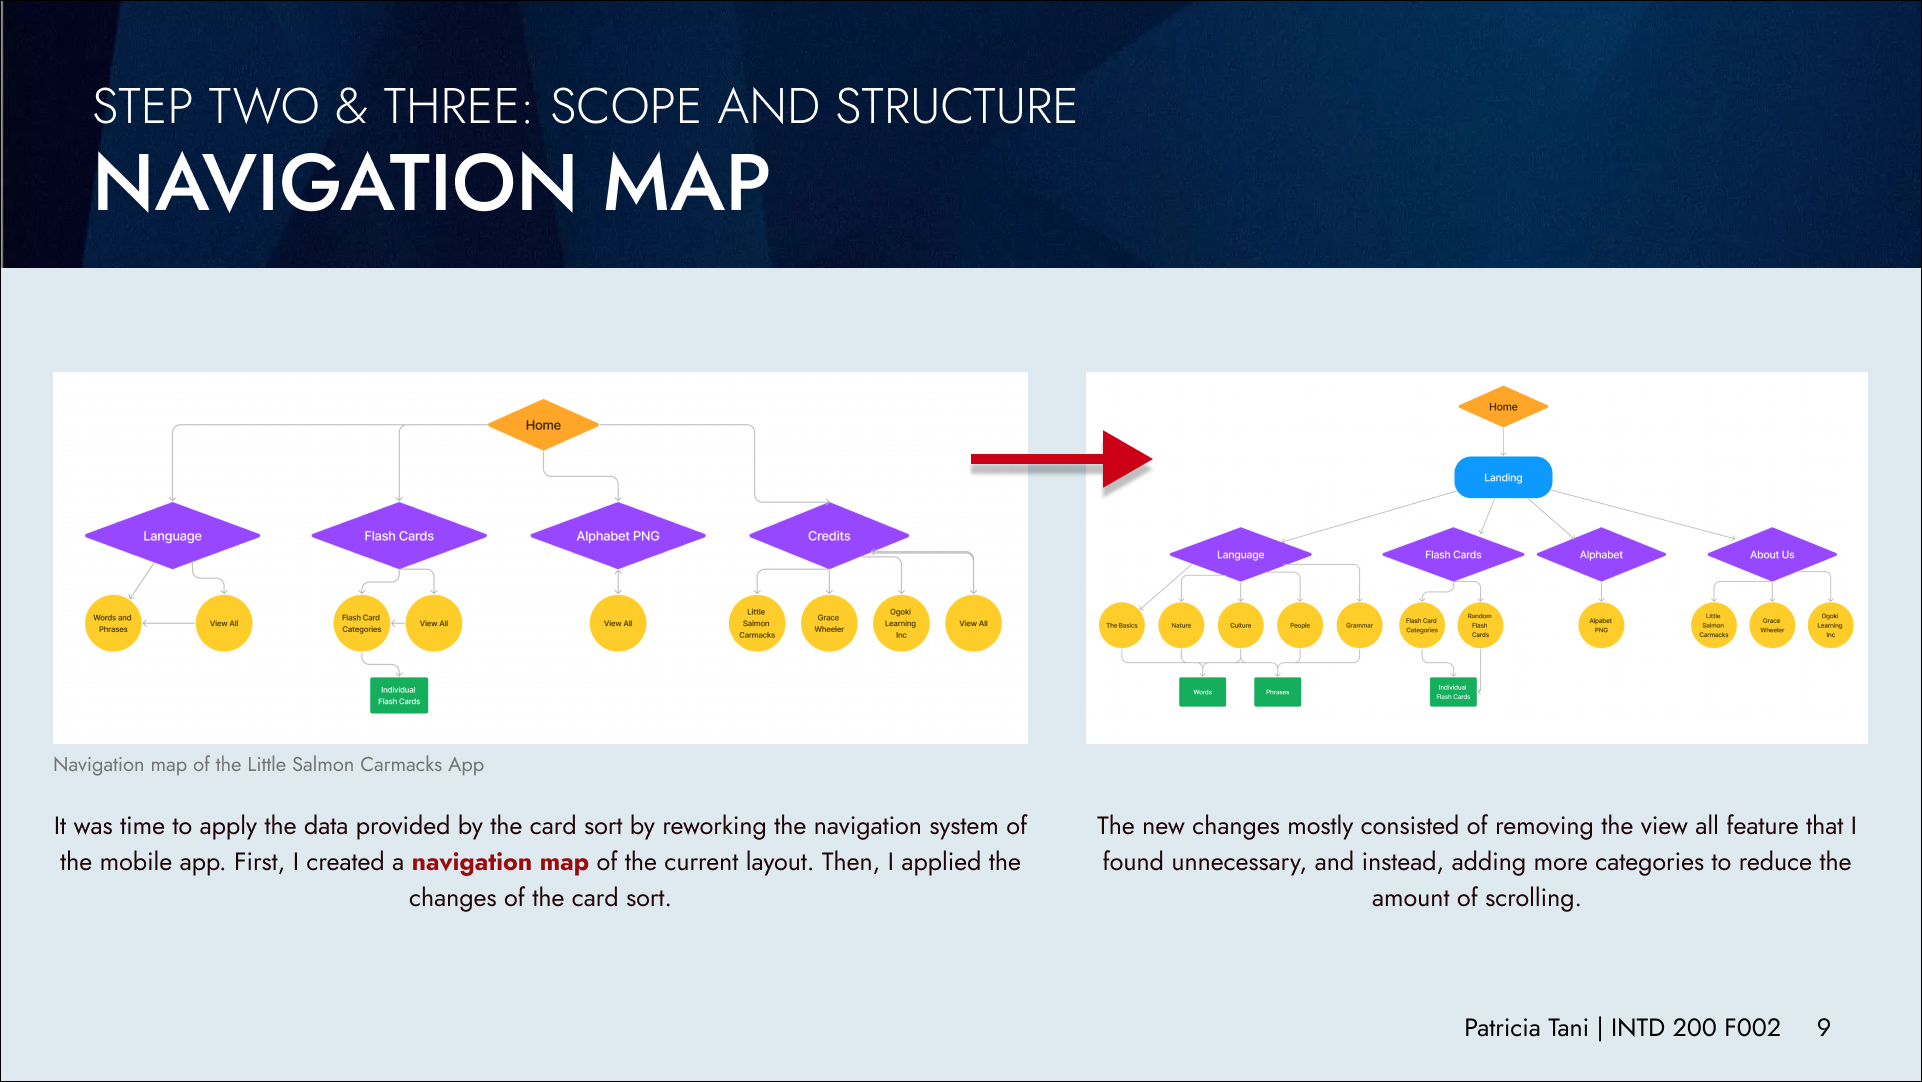 STEP TWO & THREE: SCOPE AND STRUCTURE
NAVIGATION MAP
Home
Language
Flash Cards
Alphabet PNG
Credits
Words and
Phrases
View All
Flash Card
Categories
View All
View All
Little
Salmon
Carmacks
Grace
Wheeler
Ogoki
Learning
Inc
View All
Individual
Flash Cards
Navigation map of the Little Salmon Carmacks App
It was time to apply the data provided by the card sort by reworking the navigation system of
the mobile app. First, I created a navigation map of the current layout. Then, I applied the
changes of the card sort.
Home
Landing
Language
Flash Cards
Alphabet
About Us
The Basics
Nature
Culture
People
Grammar
Flash Card
Categories
Random
Flash
Cards
Alpabet
PNG
Little
Salmon
Carmacks
Grace
Wheeler
Ogoki
Learning
Inc
Words
Phrases
Individual
Flash Cards
The new changes mostly consisted of removing the view all feature that I
found unnecessary, and instead, adding more categories to reduce the
amount of scrolling.
Patricia Tani | INTD 200 F002 9